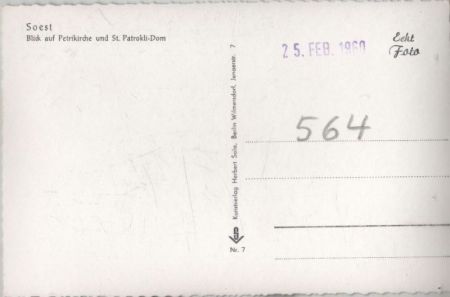 Soest
Blick auf Petrikirche und St. Patrokli-Dom
25. FEB. 1960
Echt
Foto
564
Kunstverlag Herbert Saile, Berlin Wilmersdorf, Jenaerstr. 7
Nr. 7